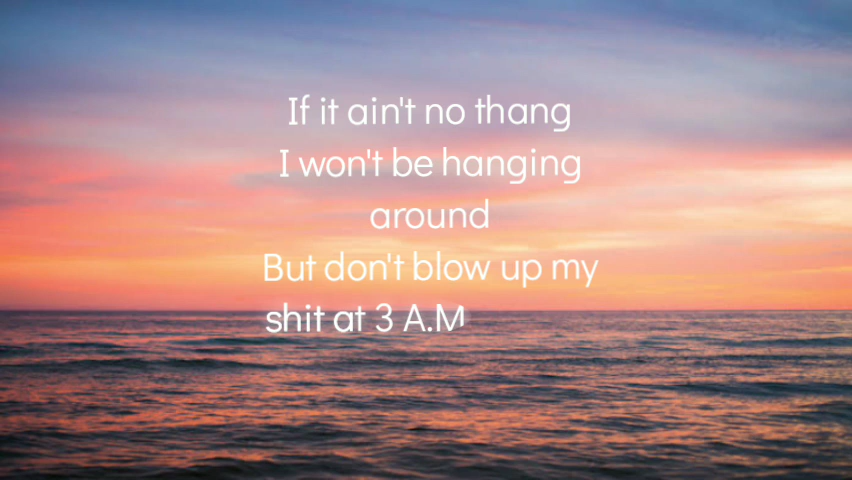 If it ain't no thang
I won't be hanging
around
But don't blow up my
shit at 3 A.M